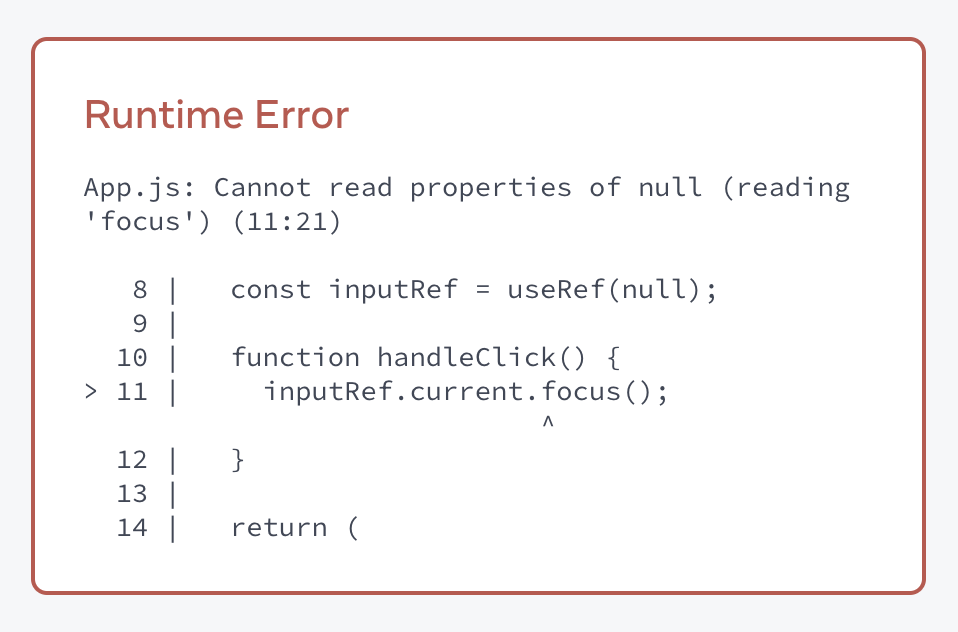 Runtime Error
App.js: Cannot read properties of null (reading
'focus') (11:21)
   8 |   const inputRef = useRef(null);
   9 |
  10 |   function handleClick() {
> 11 |     inputRef.current.focus();
                            ^
  12 |   }
  13 |
  14 |   return (